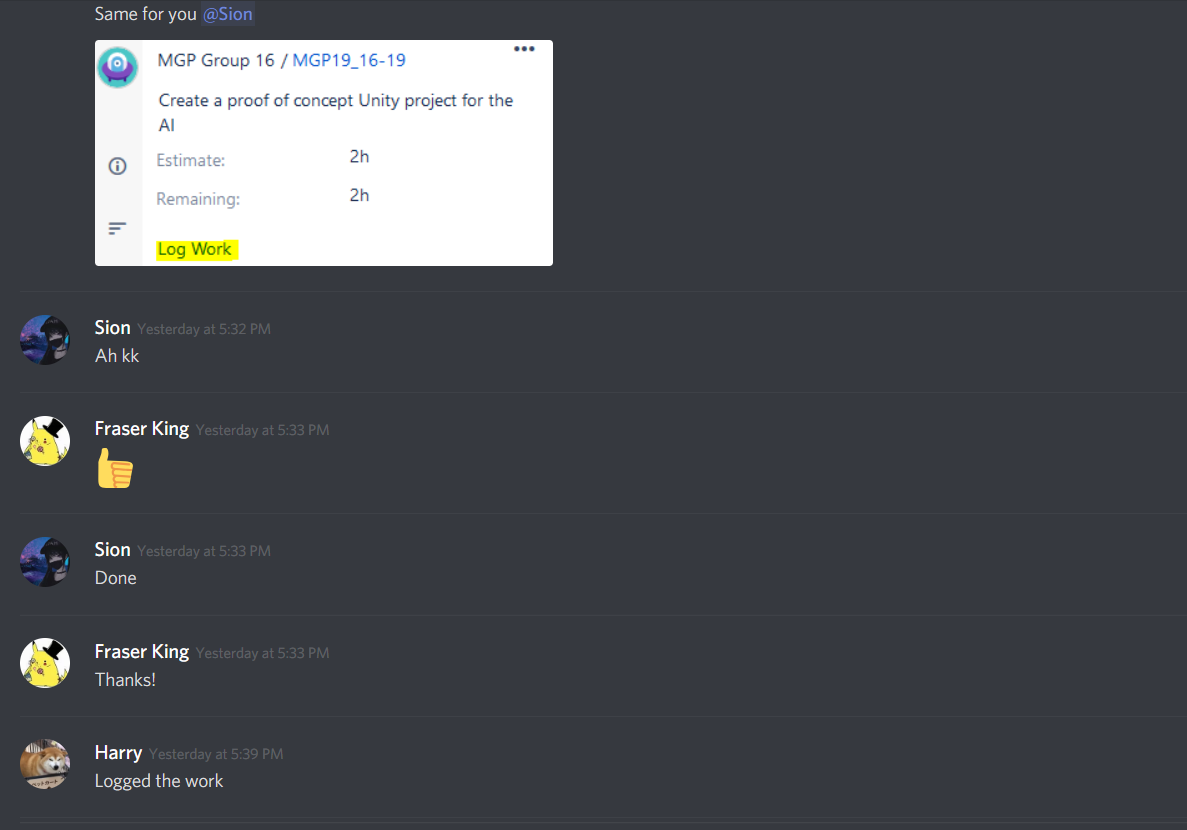 Same for you @Sion
MGP Group 16 / MGP19_16-19
Create a proof of concept Unity project for the
AI
Estimate: 2h
Remaining: 2h
Log Work
Sion Yesterday at 5:32 PM
Ah kk
Fraser King Yesterday at 5:33 PM
Sion Yesterday at 5:33 PM
Done
Fraser King Yesterday at 5:33 PM
Thanks!
Harry Yesterday at 5:39 PM
Logged the work